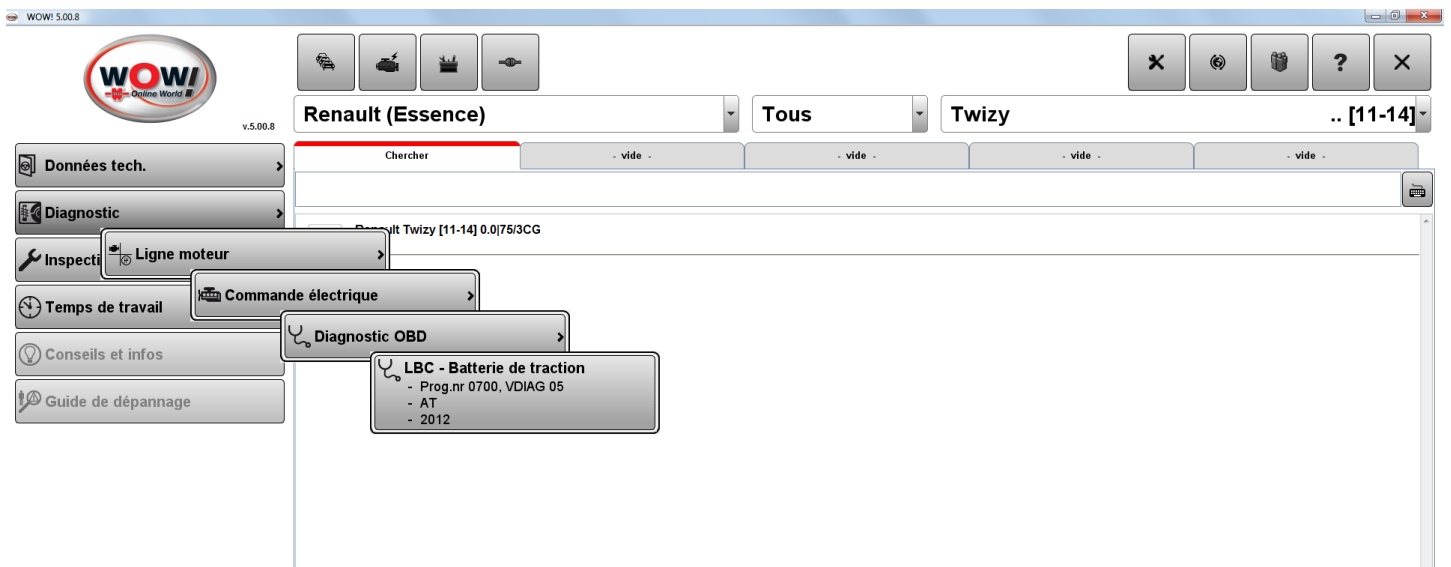 WOW! 5.00.8
WOW!
Online World
v.5.00.8
?
Renault (Essence)
Tous
Twizy .. [11-14]
Données tech.
Diagnostic
Inspecti
Temps de travail
Conseils et infos
Guide de dépannage
Ligne moteur
Commande électrique
Diagnostic OBD
LBC - Batterie de traction
- Prog.nr 0700, VDIAG 05
- AT
- 2012
Chercher
- vide -
- vide -
- vide -
- vide -
Renault Twizy [11-14] 0.0|75/3CG